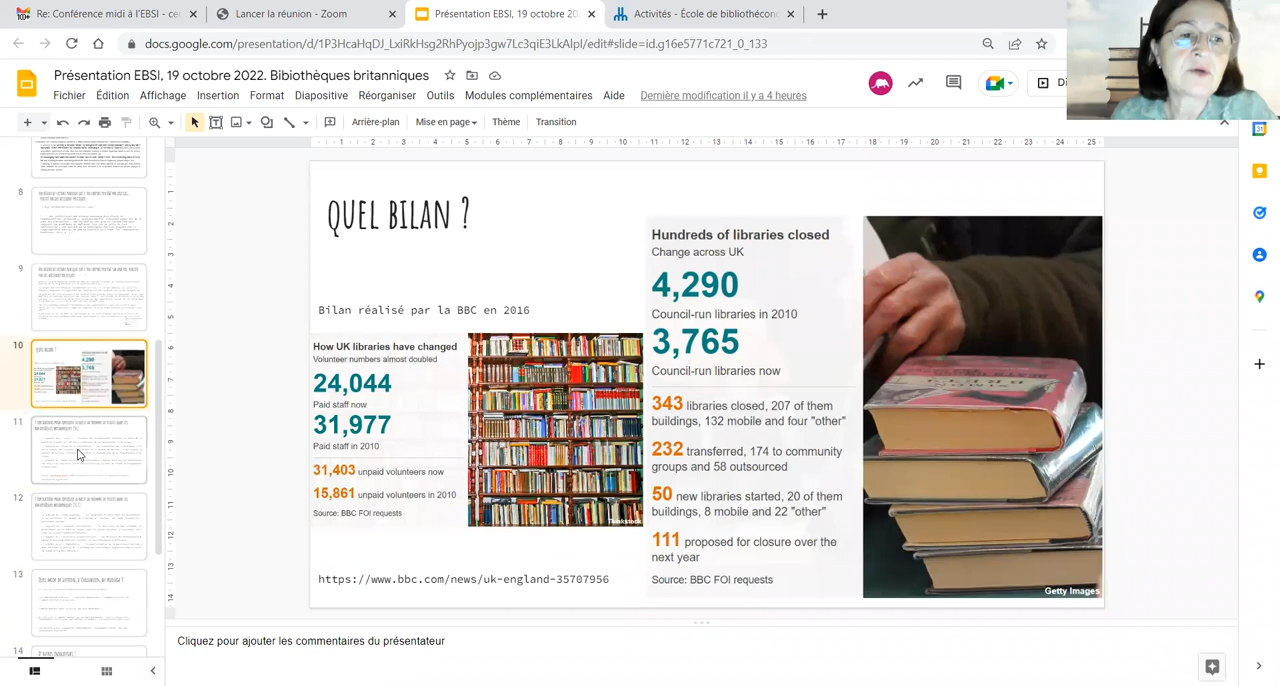 Re: Conférence midi à l'EBSI - ce
Lancer la réunion - Zoom
Présentation EBSI, 19 octobre 20
Activités - École de bibliothécon
docs.google.com/presentation/d/1P3HcaHqDJ_LxiRkHsg2RhPyojp3gw7Lc3qiE3LkAlpI/edit#slide=id.g16e5771c721_0_133
Présentation EBSI, 19 octobre 2022. Bibiothèques britanniques
Fichier Édition Affichage Insertion Format Diapositive Réorganiser Outils Modules complémentaires Aide Dernière modification il y a 4 heures
Arrière-plan Mise en page Thème Transition
8
9
10
11
12
13
14
QUEL BILAN ?
Bilan réalisé par la BBC en 2016
How UK libraries have changed
Volunteer numbers almost doubled
24,044
Paid staff now
31,977
Paid staff in 2010
31,403 unpaid volunteers now
15,861 unpaid volunteers in 2010
Source: BBC FOI requests
https://www.bbc.com/news/uk-england-35707956
Hundreds of libraries closed
Change across UK
4,290
Council-run libraries in 2010
3,765
Council-run libraries now
343 libraries closed, 207 of them
buildings, 132 mobile and four "other"
232 transferred, 174 to community
groups and 58 outsourced
50 new libraries started, 20 of them
buildings, 8 mobile and 22 "other"
111 proposed for closure over the
next year
Source: BBC FOI requests
Getty Images
Cliquez pour ajouter les commentaires du présentateur